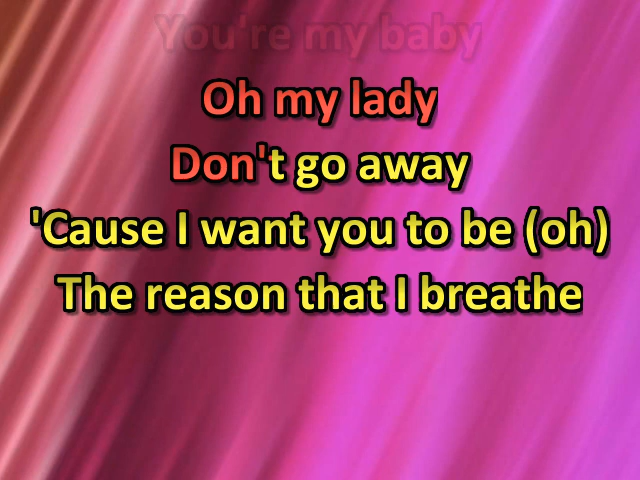 You're my baby
Oh my lady
Don't go away
'Cause I want you to be (oh)
The reason that I breathe